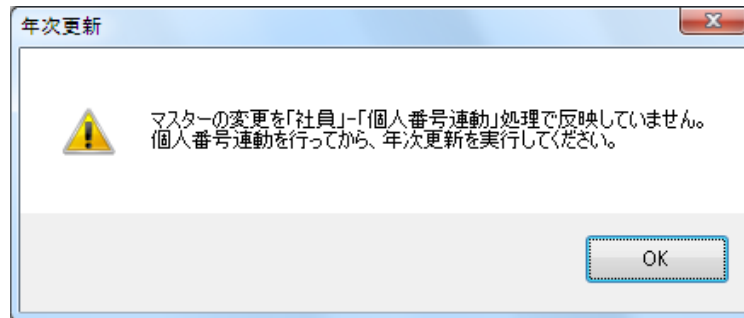 年次更新
マスターの変更を「社員」-「個人番号連動」処理で反映していません。
個人番号連動を行ってから、年次更新を実行してください。
OK